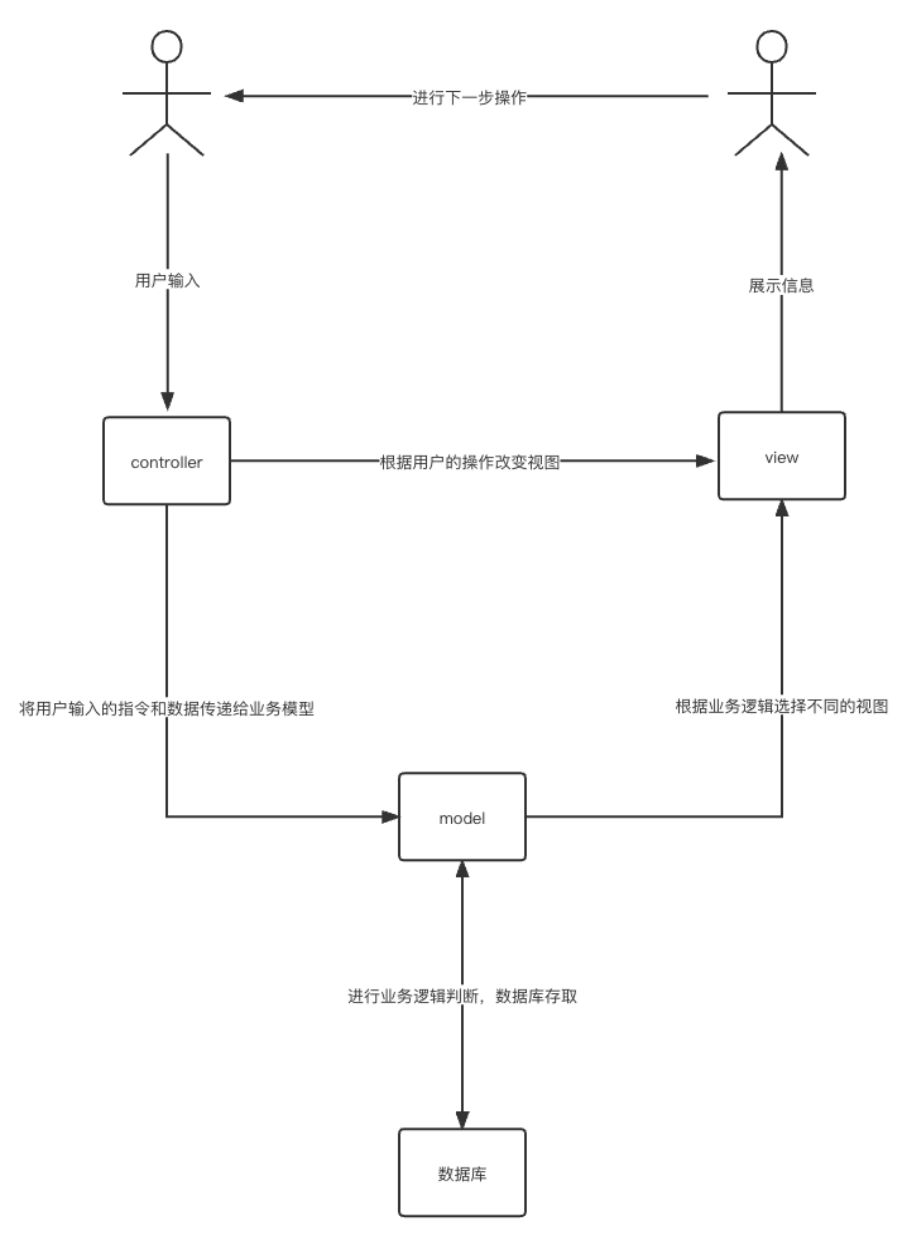 进行下一步操作
用户输入
展示信息
controller
根据用户的操作改变视图
view
将用户输入的指令和数据传递给业务模型
根据业务逻辑选择不同的视图
model
进行业务逻辑判断，数据库存取
数据库